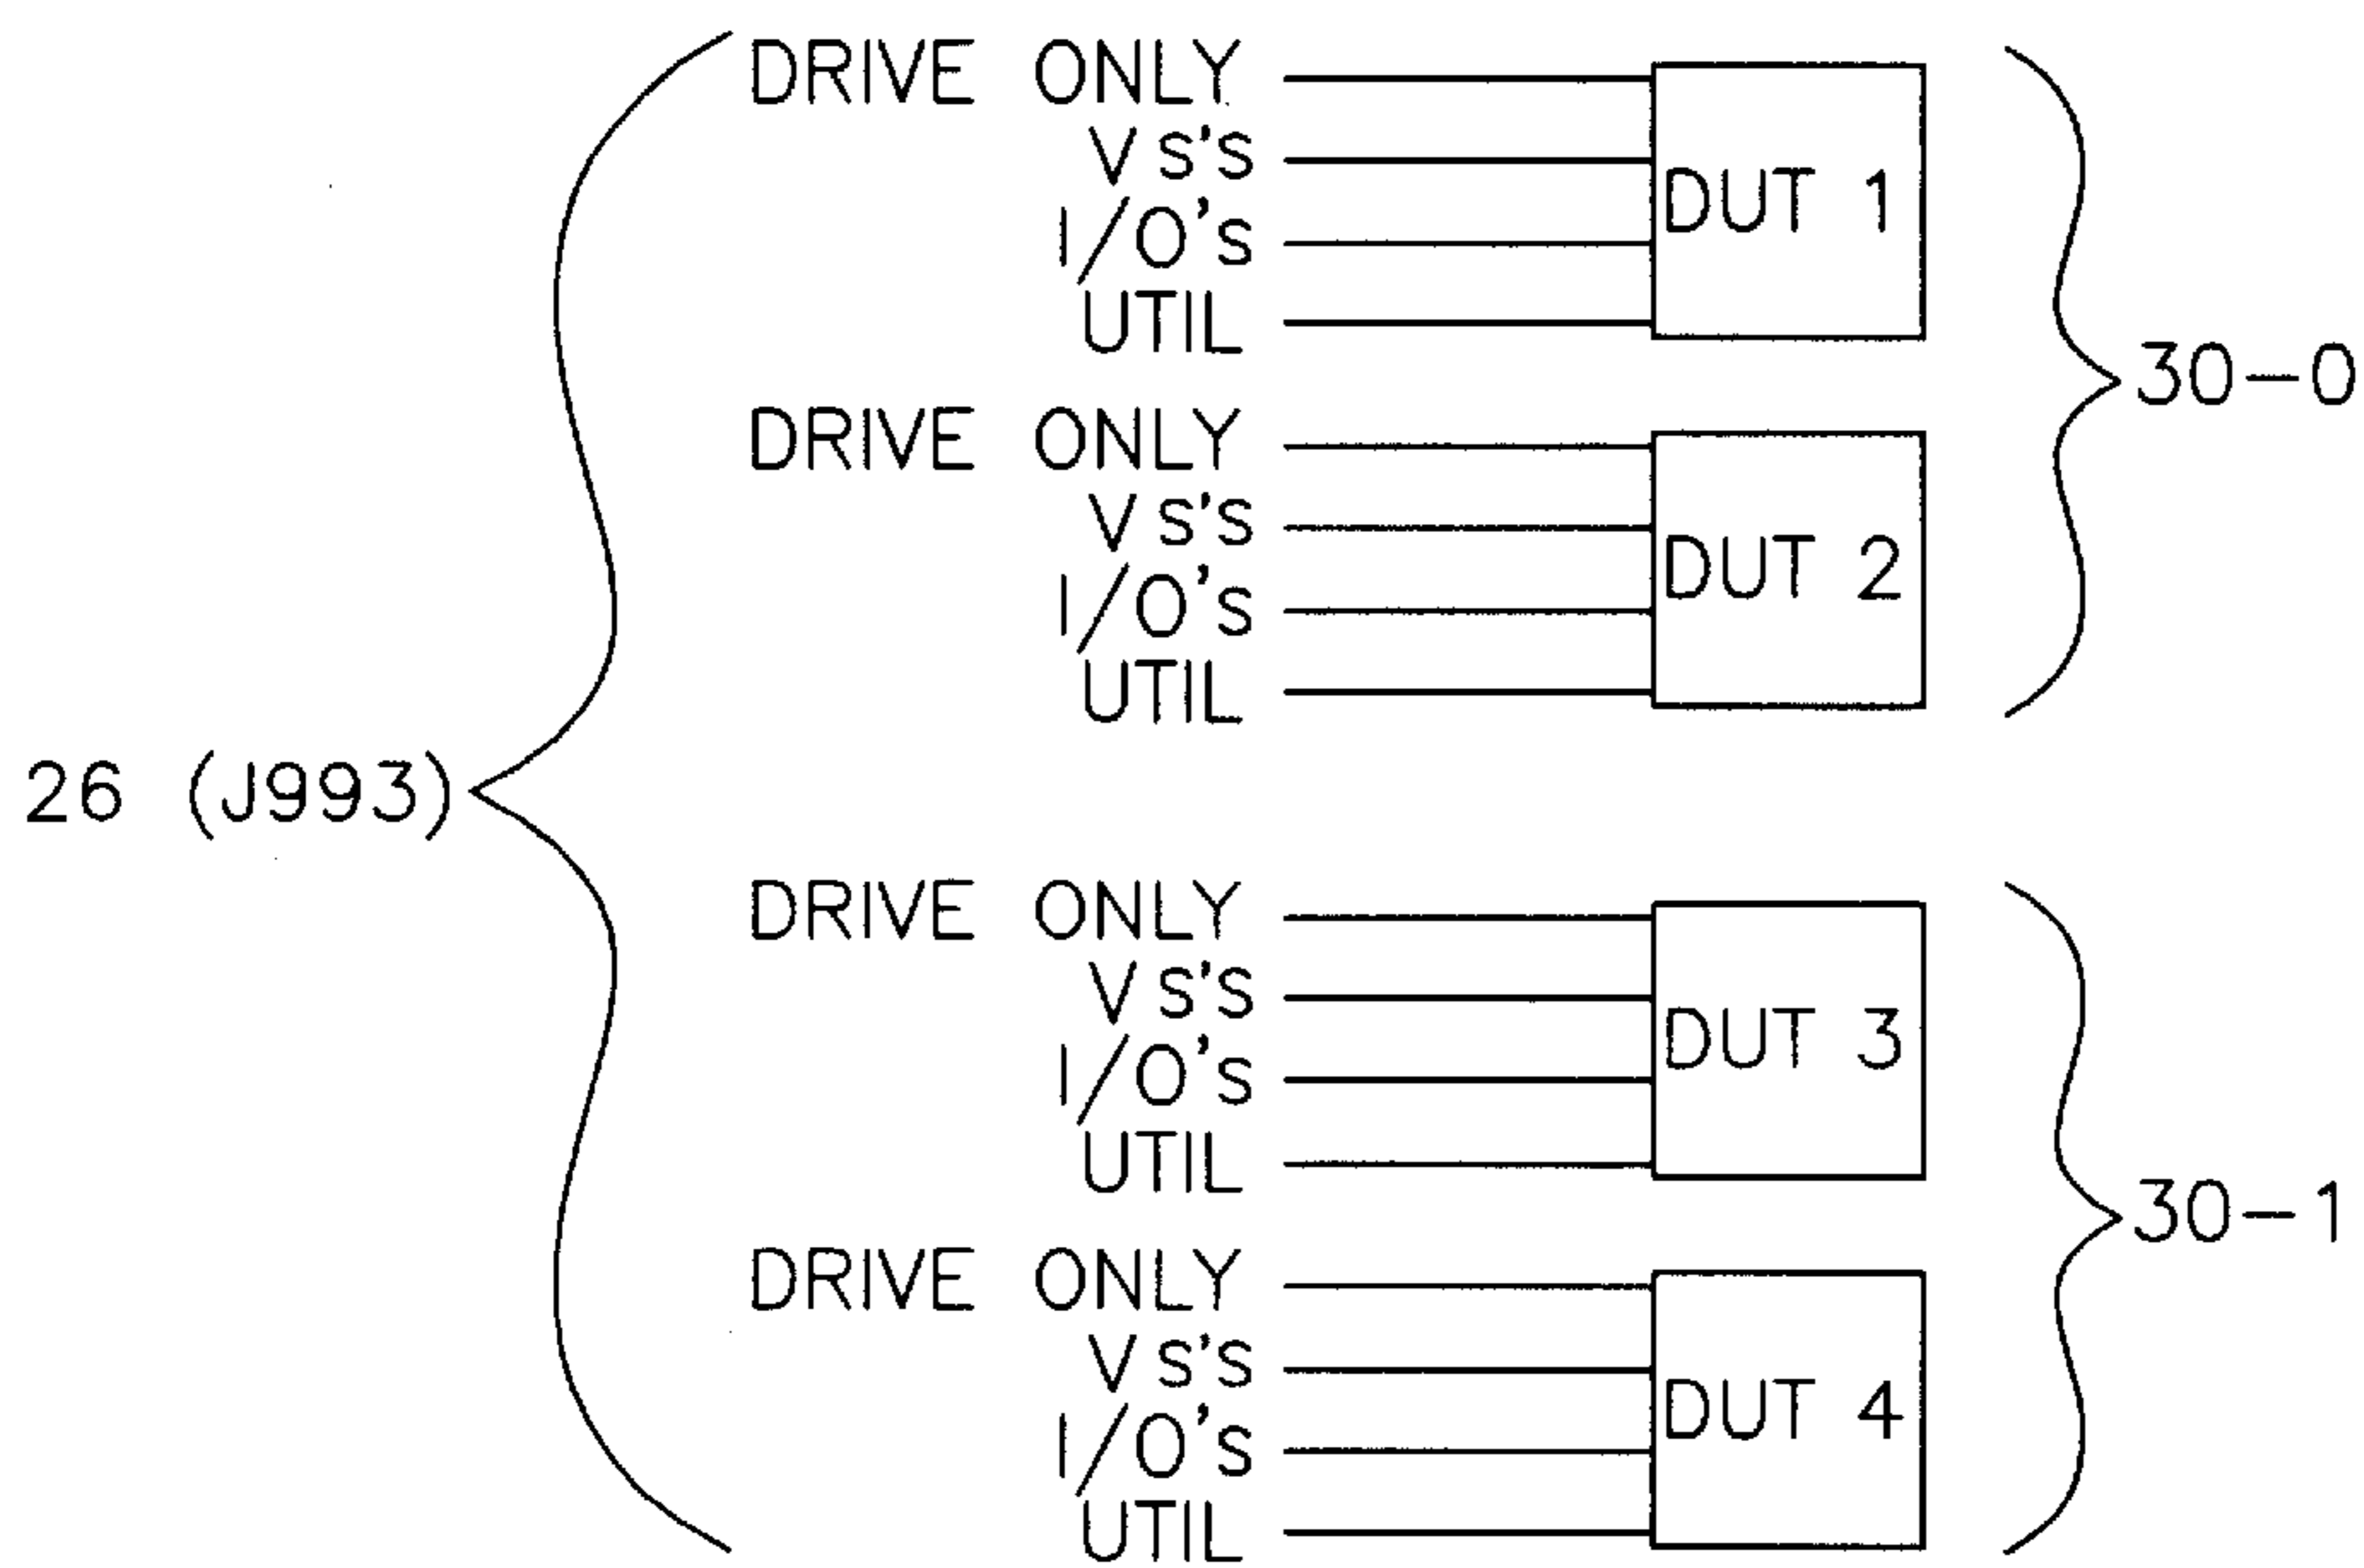 DRIVE ONLY
V s's
I/O's
UTIL
DUT 1
30-0
DRIVE ONLY
V s's
I/O's
UTIL
DUT 2
26 (J993)
DRIVE ONLY
V s's
I/O's
UTIL
DUT 3
30-1
DRIVE ONLY
V s's
I/O's
UTIL
DUT 4